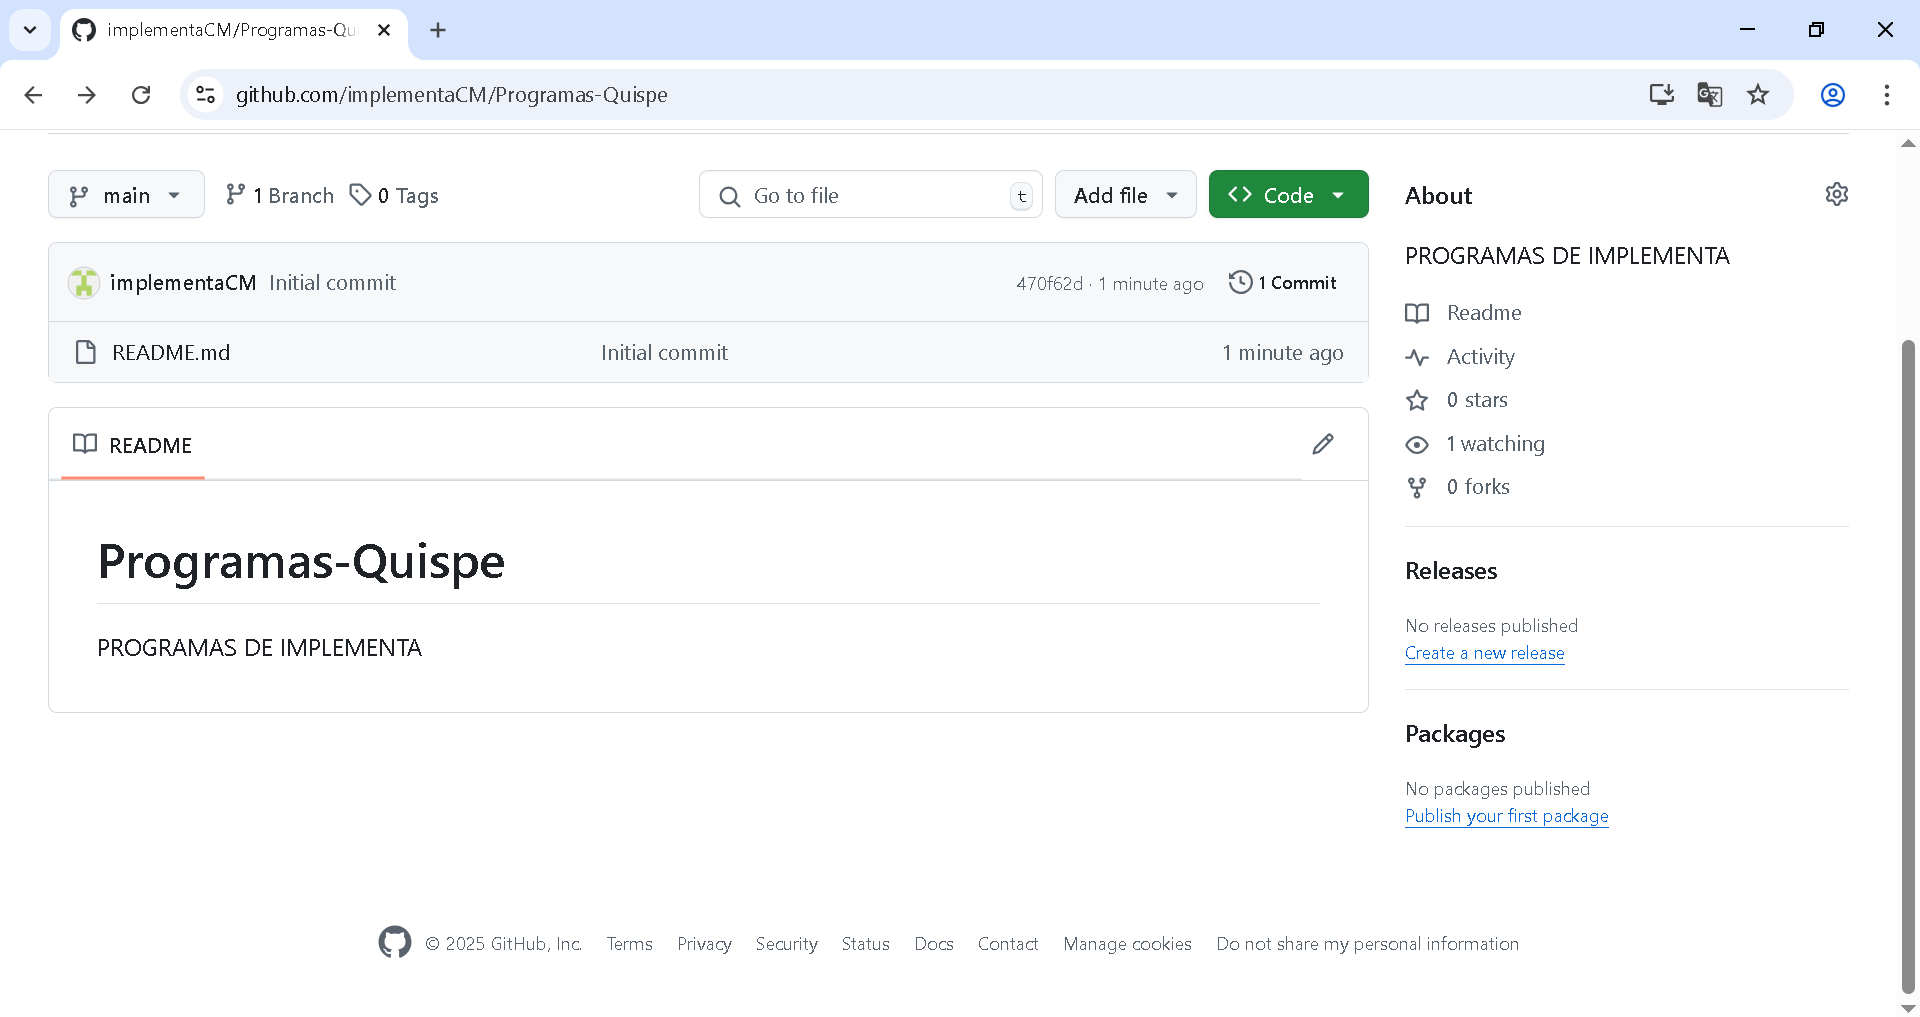 implementaCM/Programas-Qu
github.com/implementaCM/Programas-Quispe
main
1 Branch
0 Tags
Go to file
t
Add file
Code
implementaCM Initial commit
470f62d · 1 minute ago
1 Commit
README.md
Initial commit
1 minute ago
README
Programas-Quispe
PROGRAMAS DE IMPLEMENTA
About
PROGRAMAS DE IMPLEMENTA
Readme
Activity
0 stars
1 watching
0 forks
Releases
No releases published
Create a new release
Packages
No packages published
Publish your first package
© 2025 GitHub, Inc. Terms Privacy Security Status Docs Contact Manage cookies Do not share my personal information